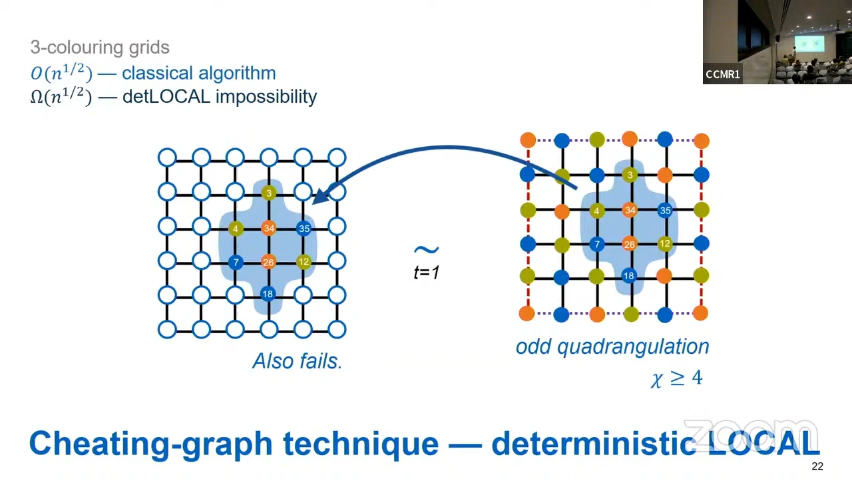 3-colouring grids
O(n^{1/2}) — classical algorithm
Ω(n^{1/2}) — detLOCAL impossibility
CCMR1
3
4 34 35
7 26 12
18
Also fails.
~
t=1
3
4 34 35
7 26 12
18
odd quadrangulation
χ ≥ 4
Cheating-graph technique — deterministic LOCAL
zoom
22